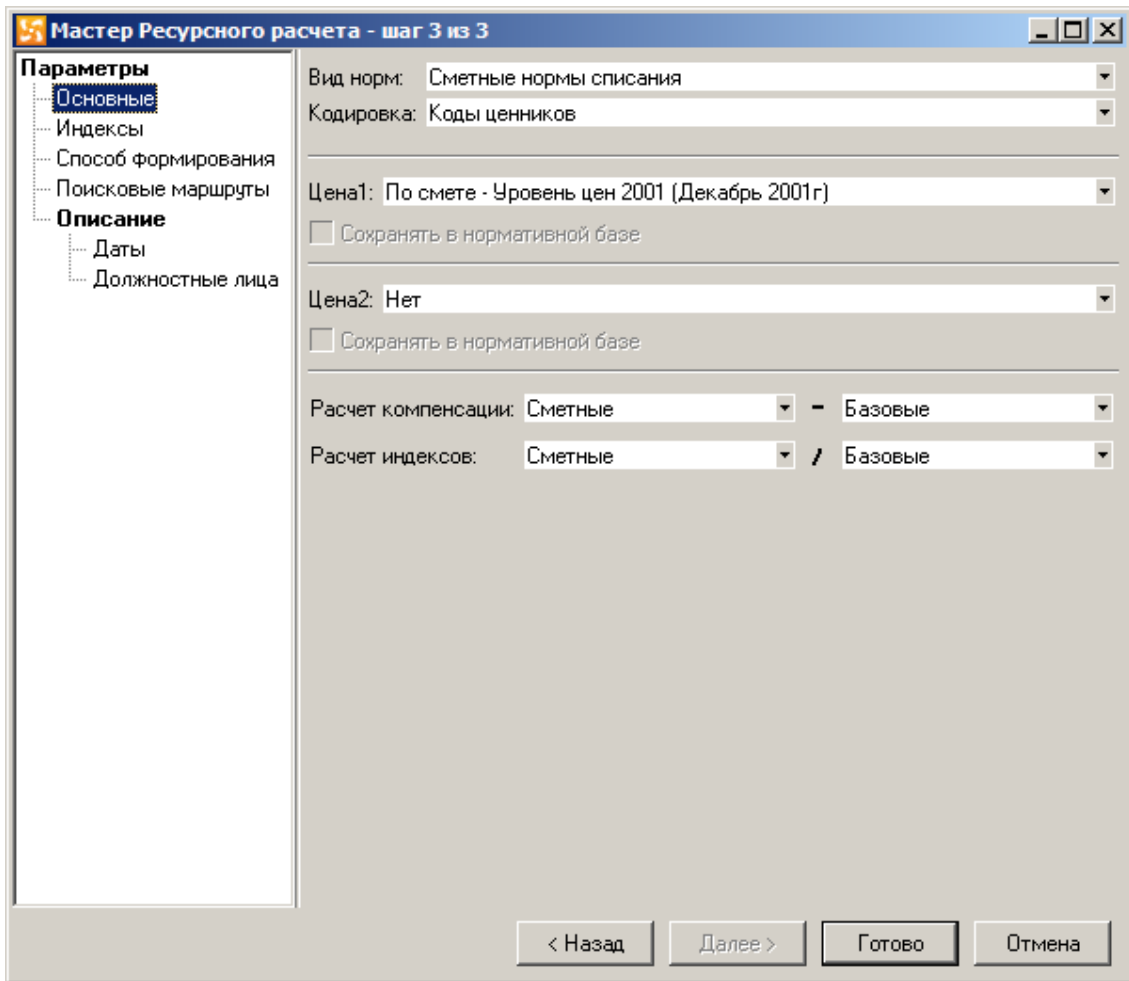 Мастер Ресурсного расчета - шаг 3 из 3
Параметры
Основные
Индексы
Способ формирования
Поисковые маршруты
Описание
Даты
Должностные лица
Вид норм: Сметные нормы списания
Кодировка: Коды ценников
Цена1: По смете - Уровень цен 2001 (Декабрь 2001г)
Сохранять в нормативной базе
Цена2: Нет
Сохранять в нормативной базе
Расчет компенсации: Сметные - Базовые
Расчет индексов: Сметные / Базовые
< Назад Далее > Готово Отмена